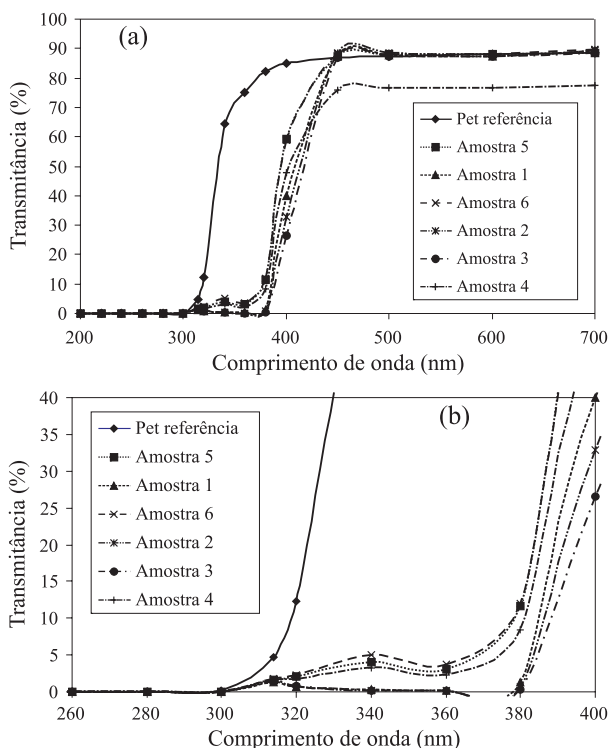 (a)
Transmitância (%)
100
90
80
70
60
50
40
30
20
10
0
200 300 400 500 600 700
Comprimento de onda (nm)
Pet referência
Amostra 5
Amostra 1
Amostra 6
Amostra 2
Amostra 3
Amostra 4
(b)
Transmitância (%)
40
35
30
25
20
15
10
5
0
260 280 300 320 340 360 380 400
Comprimento de onda (nm)
Pet referência
Amostra 5
Amostra 1
Amostra 6
Amostra 2
Amostra 3
Amostra 4